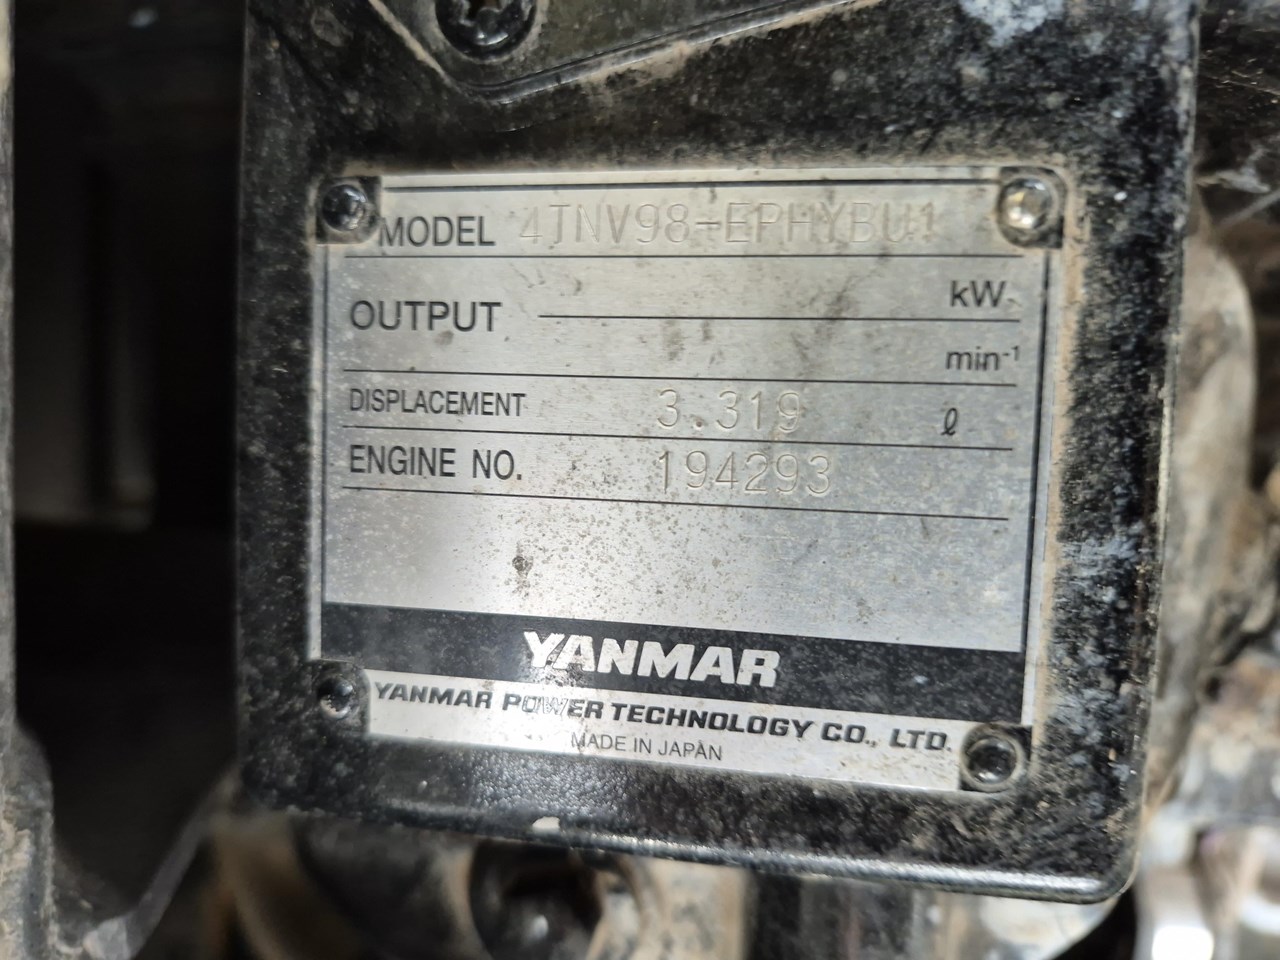 MODEL 4TNV98-EPHYBU1
OUTPUT kW
min-1
DISPLACEMENT 3.319 ℓ
ENGINE NO. 194293
YANMAR
YANMAR POWER TECHNOLOGY CO., LTD.
MADE IN JAPAN